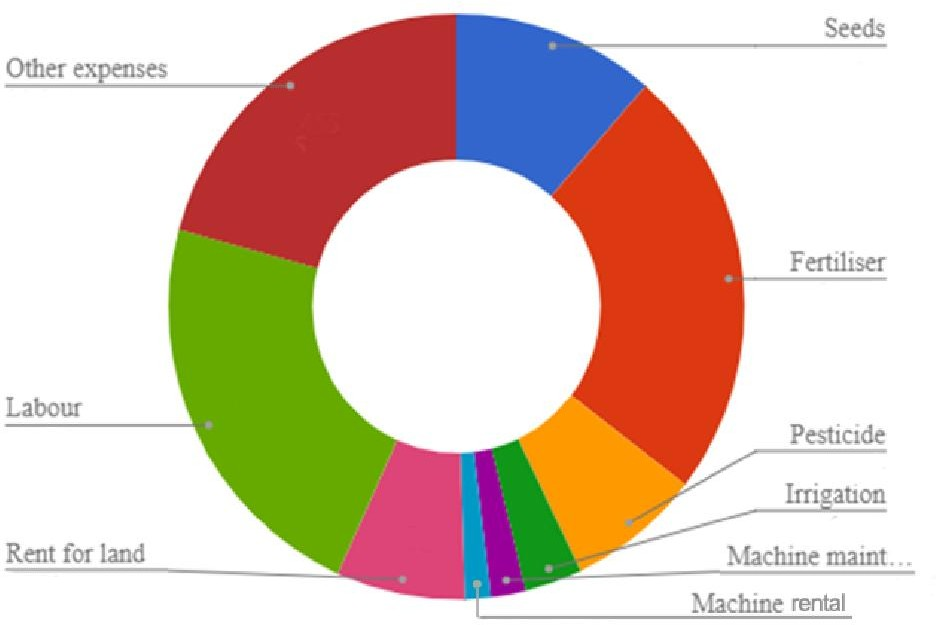 Seeds
Other expenses
Fertiliser
Labour
Pesticide
Irrigation
Rent for land
Machine maint...
Machine rental